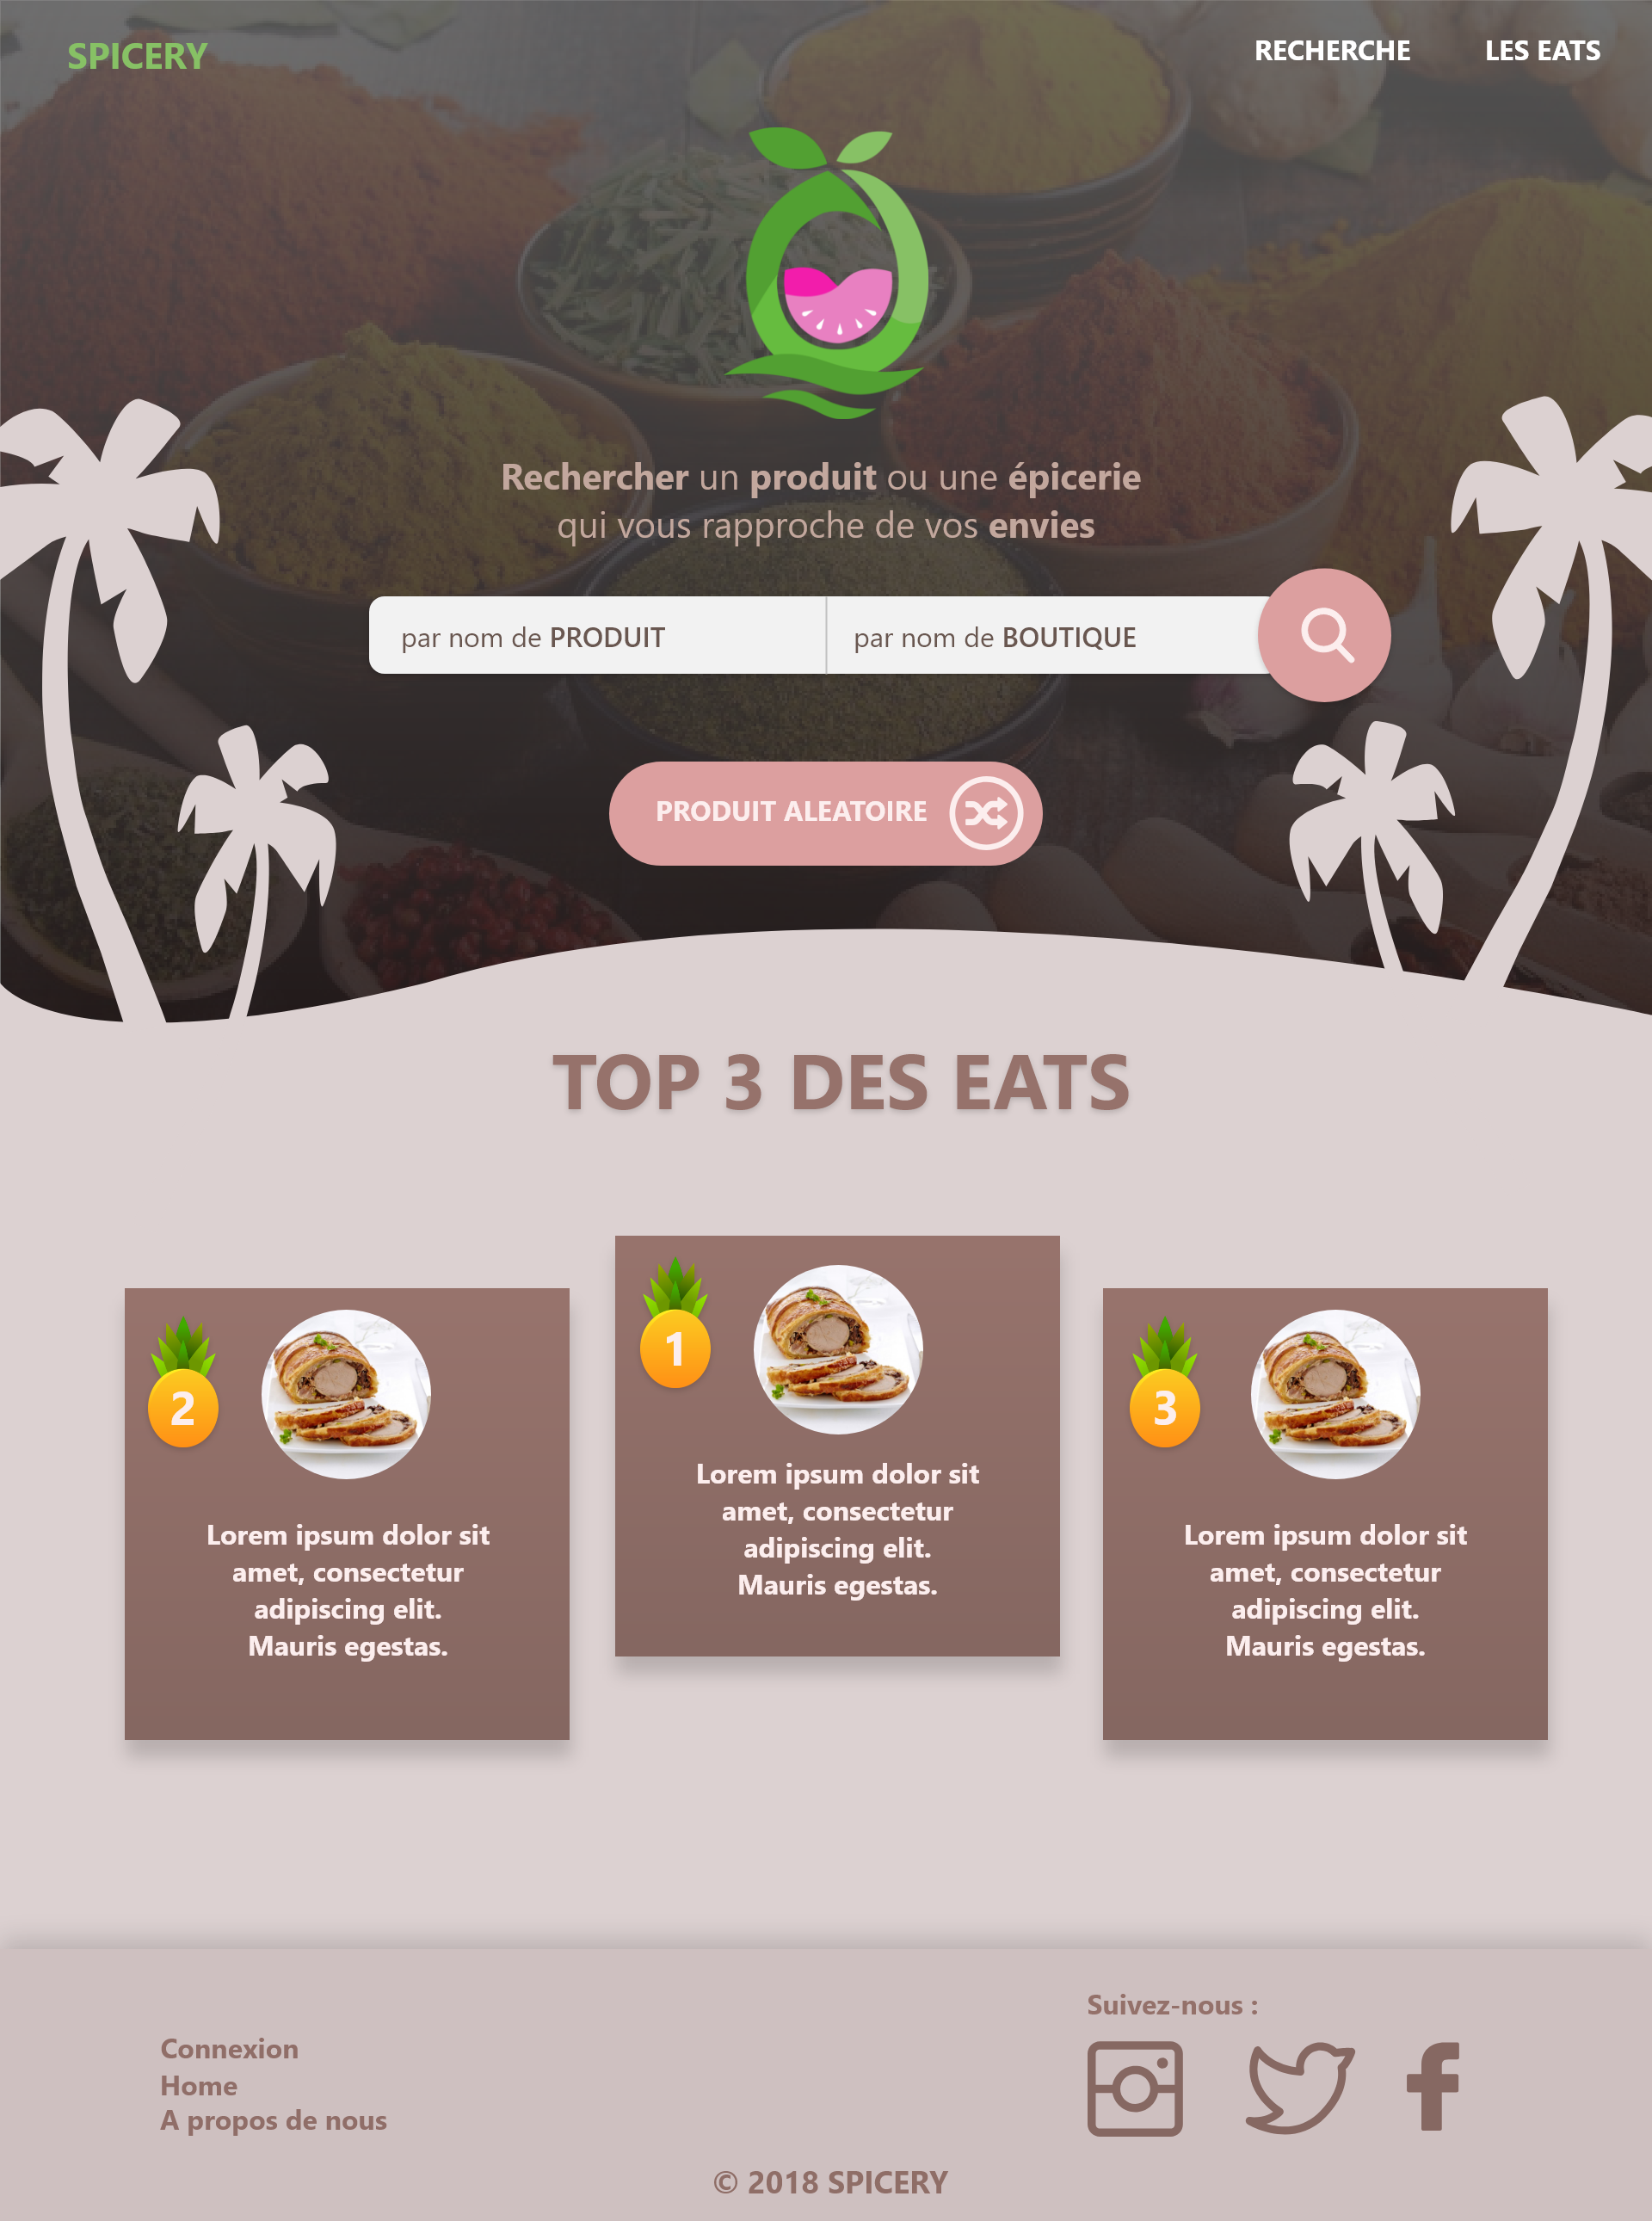 SPICERY
RECHERCHE
LES EATS
Rechercher un produit ou une épicerie
qui vous rapproche de vos envies
par nom de PRODUIT
par nom de BOUTIQUE
PRODUIT ALEATOIRE
TOP 3 DES EATS
2
Lorem ipsum dolor sit
amet, consectetur
adipiscing elit.
Mauris egestas.
1
Lorem ipsum dolor sit
amet, consectetur
adipiscing elit.
Mauris egestas.
3
Lorem ipsum dolor sit
amet, consectetur
adipiscing elit.
Mauris egestas.
Connexion
Home
A propos de nous
Suivez-nous :
© 2018 SPICERY